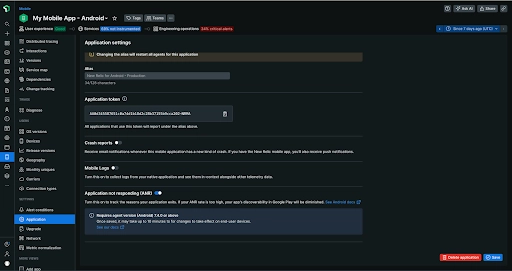 Mobile
My Mobile App - Android
Tags
Teams
Ask AI
Share
User experience
Services
Engineering operations
Since 7 days ago (UTC)
Distributed tracing
Interactions
Versions
Service map
Dependencies
Change tracking
TRIAGE
Diagnose
USERS
OS versions
Devices
Release versions
Geography
Monthly uniques
Carriers
Connection types
SETTINGS
Alert conditions
Application
Upgrade
Network
Mobile normalization
MORE VIEWS
Add app
Application settings
Changing the alias will restart all agents for this application
Alias
New Relic for Android - Production
34/128 characters
Application token
All applications that use this token will report under the alias above.
Crash reports
Receive email notifications whenever this mobile application has a new kind of crash. If you have the New Relic mobile app, you'll also receive push notifications.
Mobile Logs
Turn this on to collect logs from your native application and see them in context alongside other telemetry data.
Application not responding (ANR)
Turn this on to track the reasons your application exits. If your ANR rate is too high, your app's discoverability in Google Play will be diminished. See Android docs
Requires agent version (Android) 7.4.0 or above
Once saved, it may take up to 10 minutes to for changes to take effect on end-user devices.
See our docs
Delete application
Save